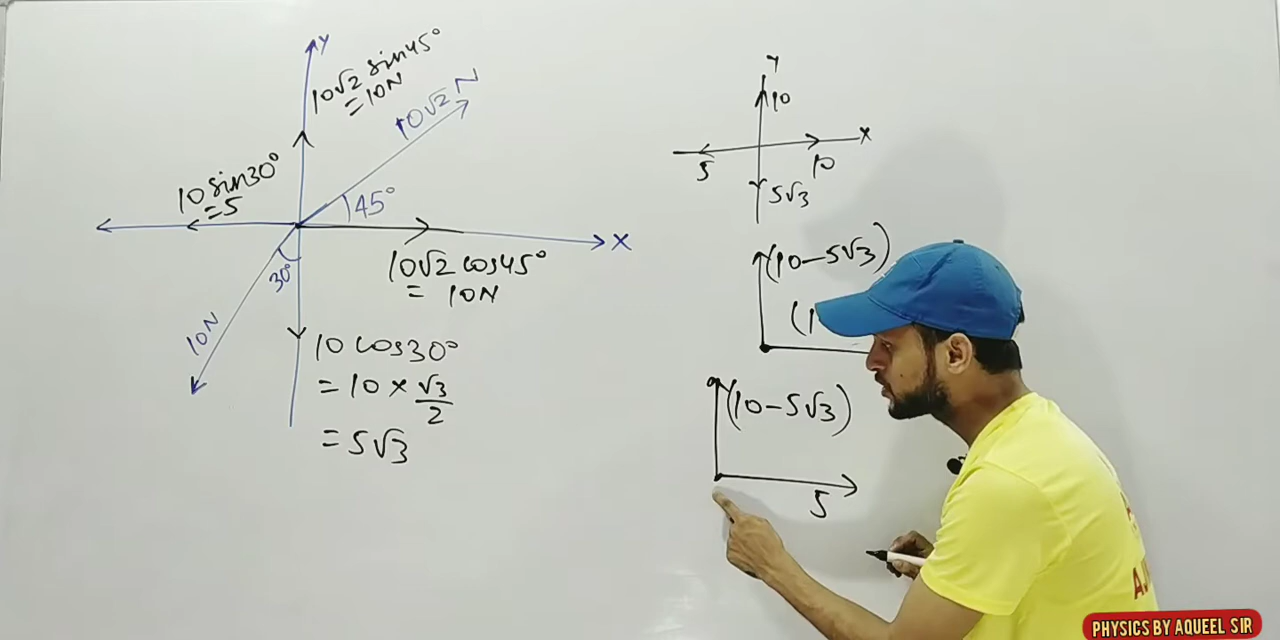 Y
10√2 sin45°
= 10N
10√2 N
10 sin30°
= 5
45°
X
10√2 cos45°
= 10N
30°
10N
10 cos30°
= 10 × √3/2
= 5√3
Y
10
X
5
10
5√3
(10-5√3)
(10-5√3)
5
PHYSICS BY AQUEEL SIR